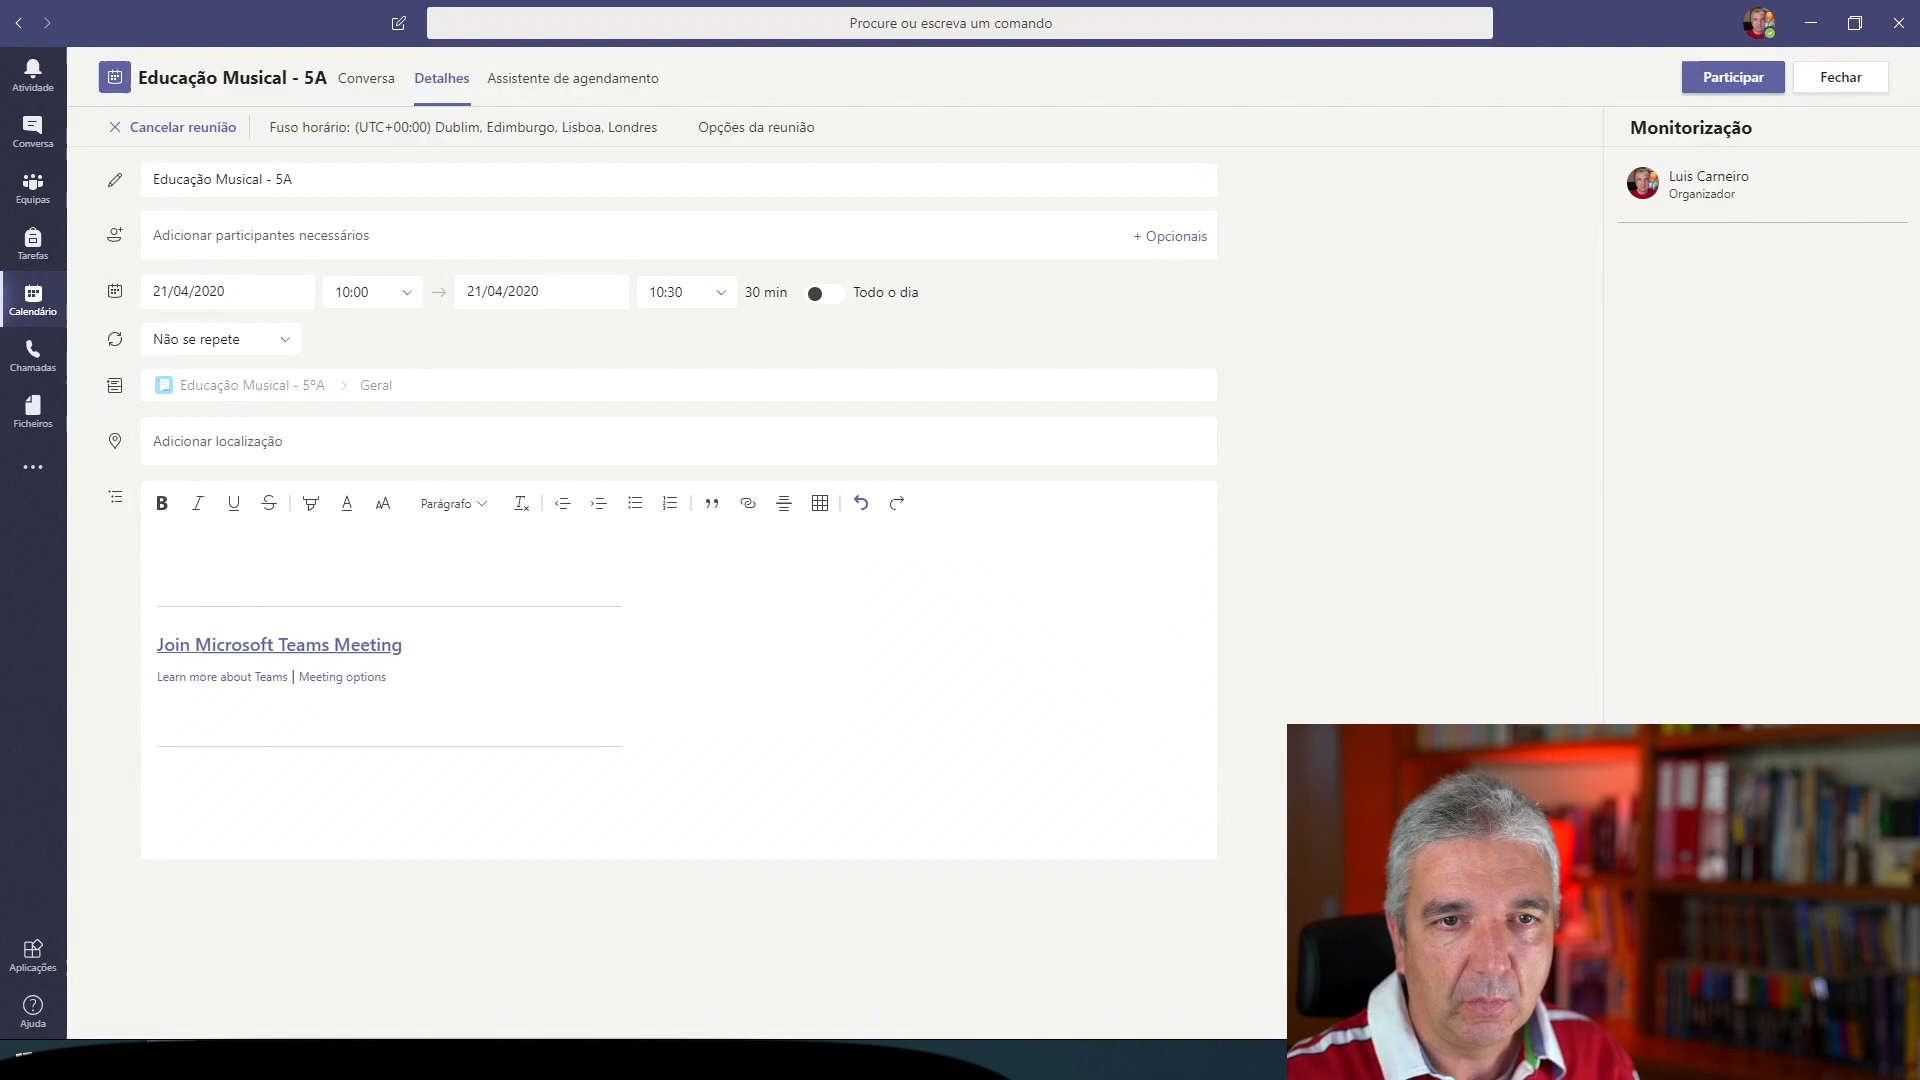 Procure ou escreva um comando
Atividade
Conversa
Equipas
Tarefas
Calendário
Chamadas
Ficheiros
Aplicações
Ajuda
Educação Musical - 5A
Conversa
Detalhes
Assistente de agendamento
Participar
Fechar
Cancelar reunião
Fuso horário: (UTC+00:00) Dublim, Edimburgo, Lisboa, Londres
Opções da reunião
Educação Musical - 5A
Adicionar participantes necessários
+ Opcionais
21/04/2020
10:00
21/04/2020
10:30
30 min
Todo o dia
Não se repete
Educação Musical - 5ºA > Geral
Adicionar localização
Parágrafo
Join Microsoft Teams Meeting
Learn more about Teams | Meeting options
Monitorização
Luis Carneiro
Organizador